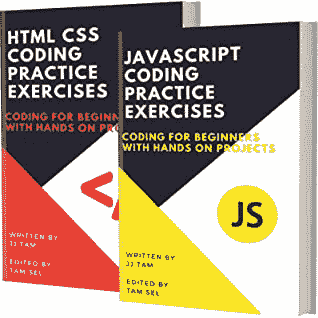 HTML CSS
CODING
PRACTICE
EXERCISES
CODING FOR BEGINNERS
WITH HANDS ON PRO
WRITTEN BY
JJ TAM
EDITED BY
TAM SEL
JAVASCRIPT
CODING
PRACTICE
EXERCISES
CODING FOR BEGINNERS
WITH HANDS ON PROJECTS
JS
WRITTEN BY
JJ TAM
EDITED BY
TAM SEL